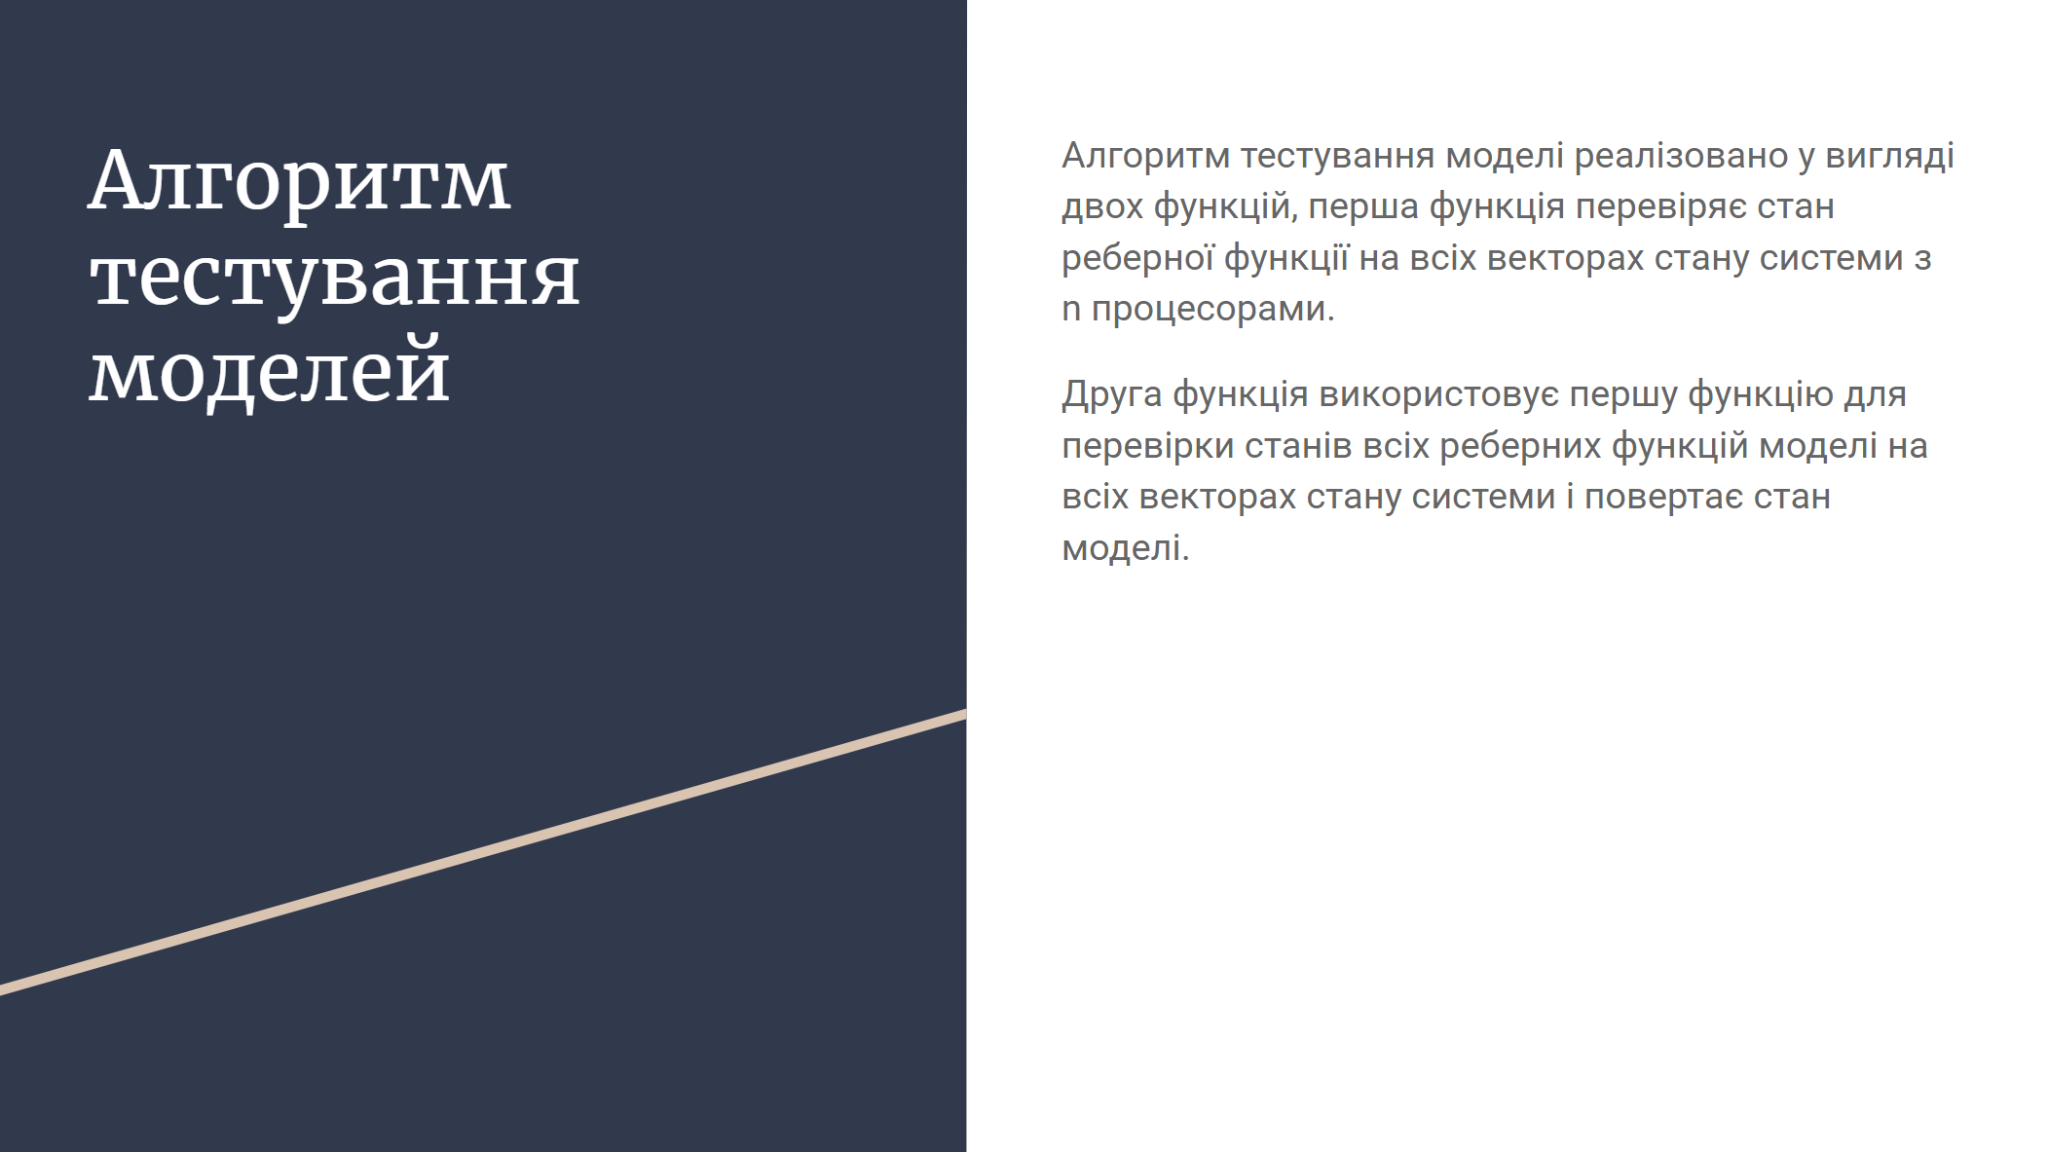 Алгоритм
тестування
моделей
Алгоритм тестування моделі реалізовано у вигляді
двох функцій, перша функція перевіряє стан
реберної функції на всіх векторах стану системи з
n процесорами.
Друга функція використовує першу функцію для
перевірки станів всіх реберних функцій моделі на
всіх векторах стану системи і повертає стан
моделі.